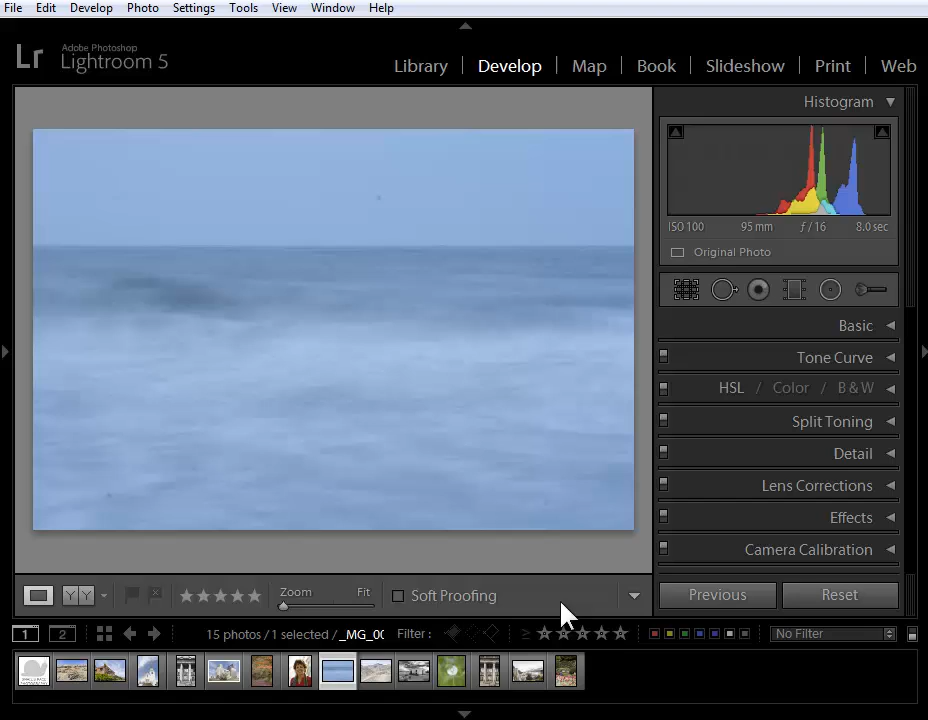 File Edit Develop Photo Settings Tools View Window Help
Lr Adobe Photoshop
Lightroom 5
Library Develop Map Book Slideshow Print Web
Histogram
ISO 100 95 mm ƒ / 16 8.0 sec
Original Photo
Basic
Tone Curve
HSL / Color / B & W
Split Toning
Detail
Lens Corrections
Effects
Camera Calibration
Y Y Zoom Fit Soft Proofing Previous Reset
1 2 15 photos / 1 selected / _MG_00 Filter : ≥ No Filter